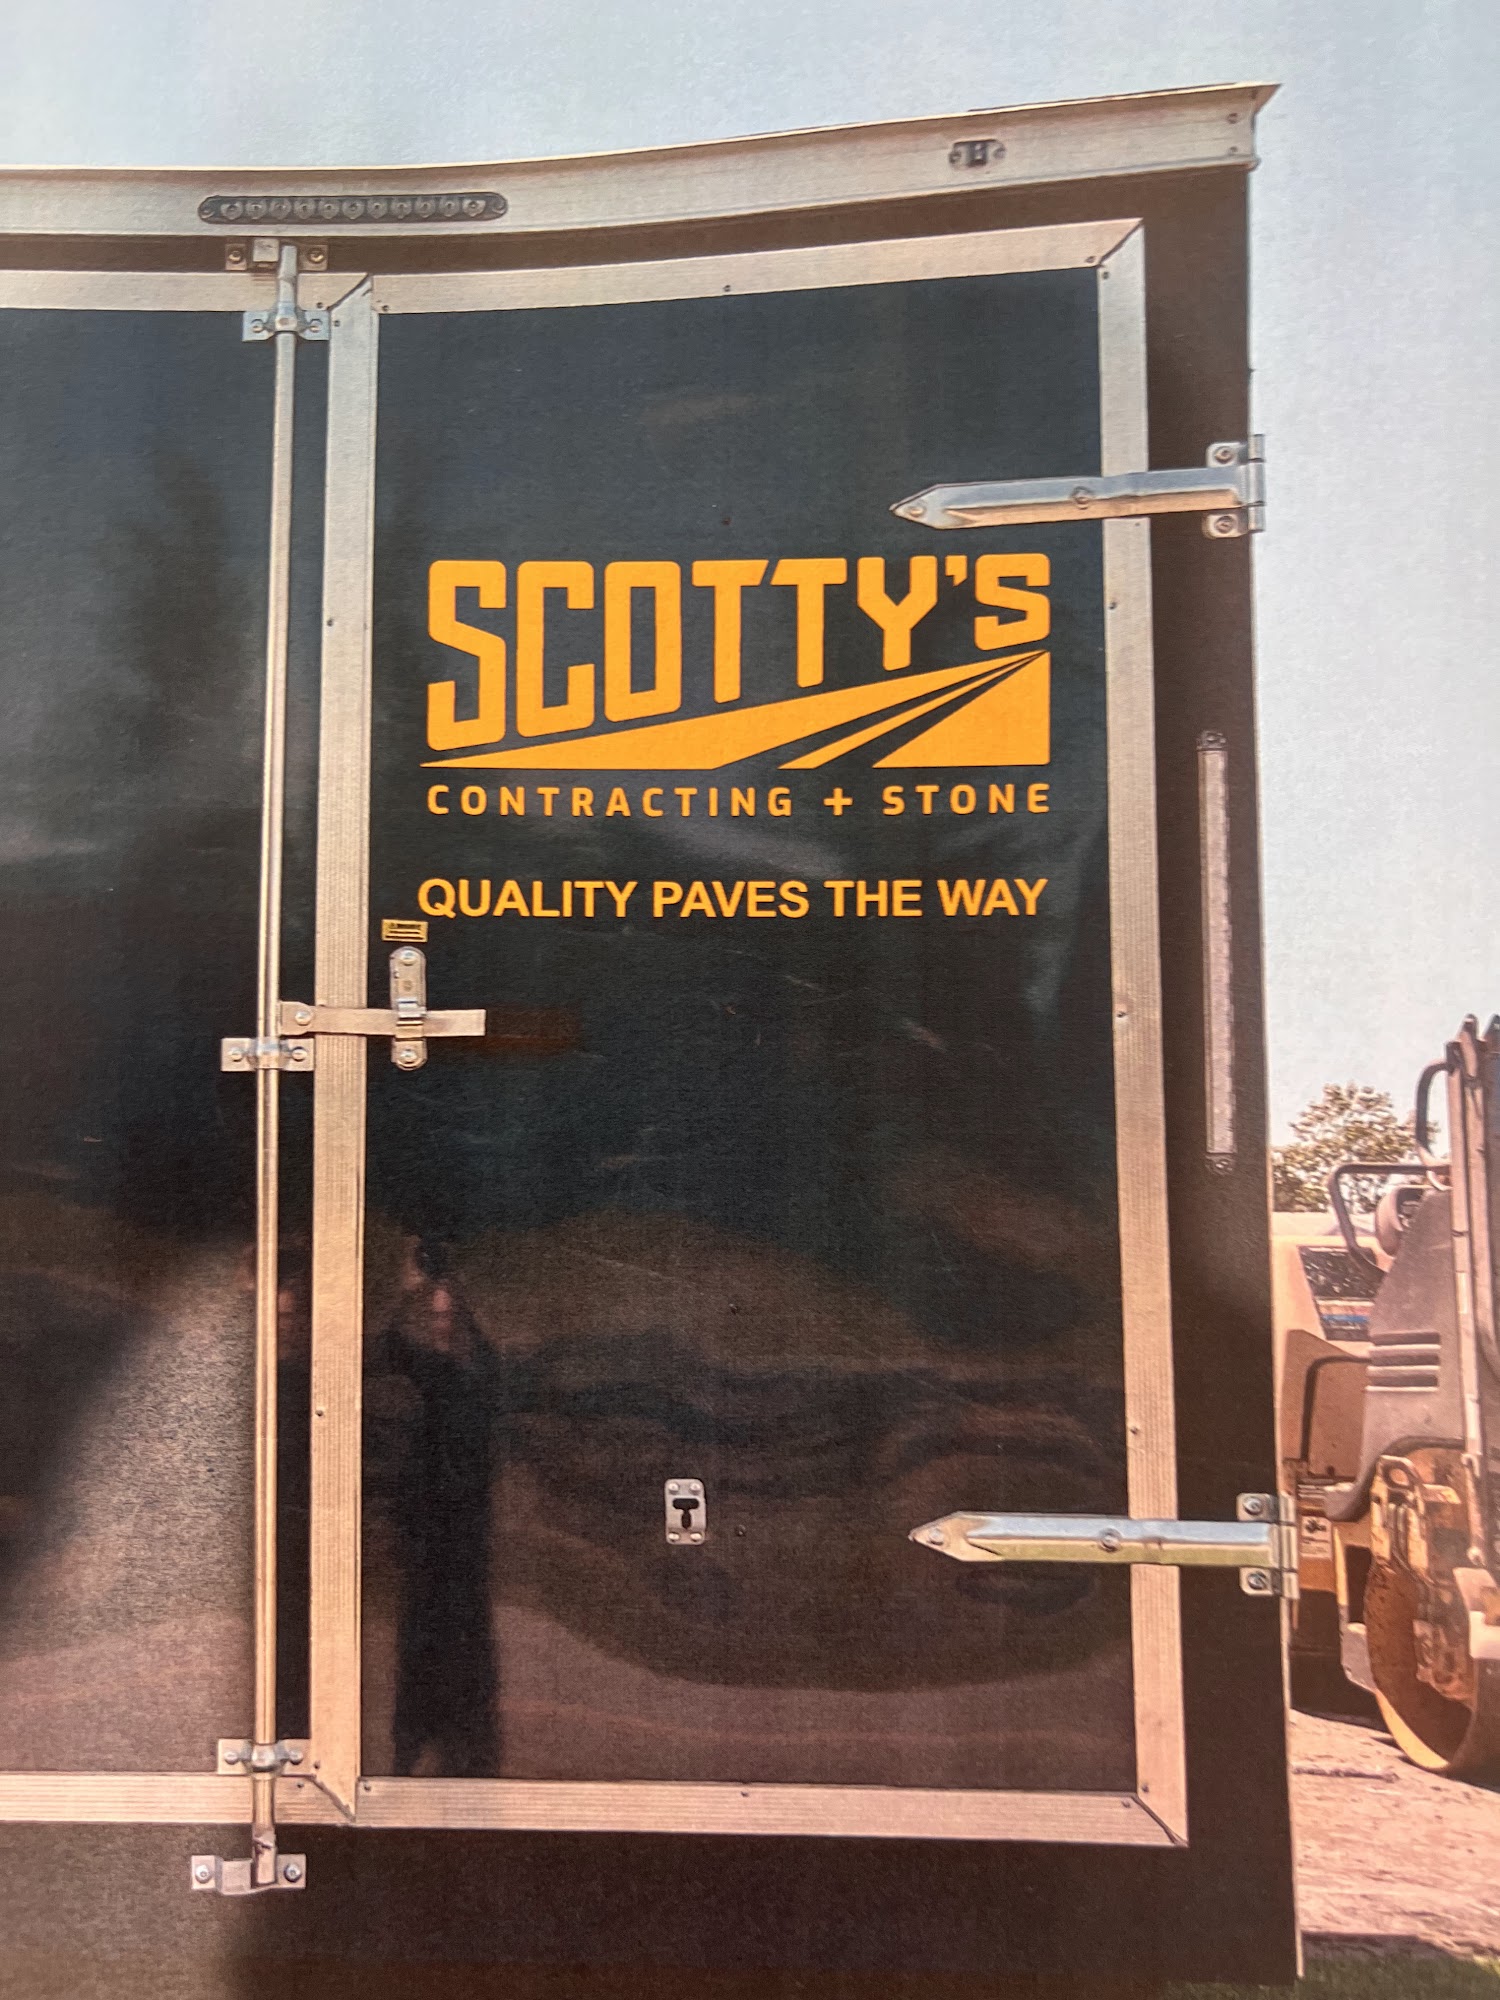 SCOTTY'S
CONTRACTING + STONE
QUALITY PAVES THE WAY